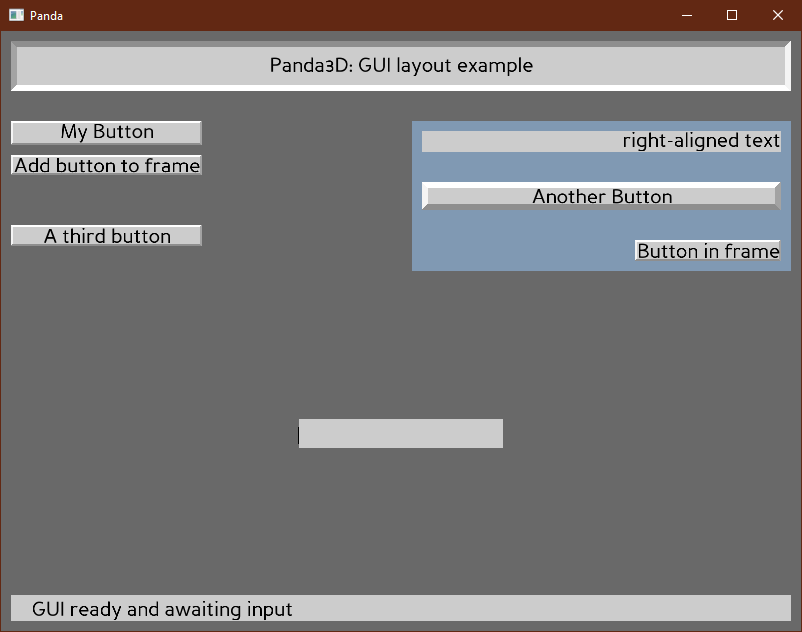 Panda
Panda3D: GUI layout example
My Button
Add button to frame
A third button
right-aligned text
Another Button
Button in frame
GUI ready and awaiting input